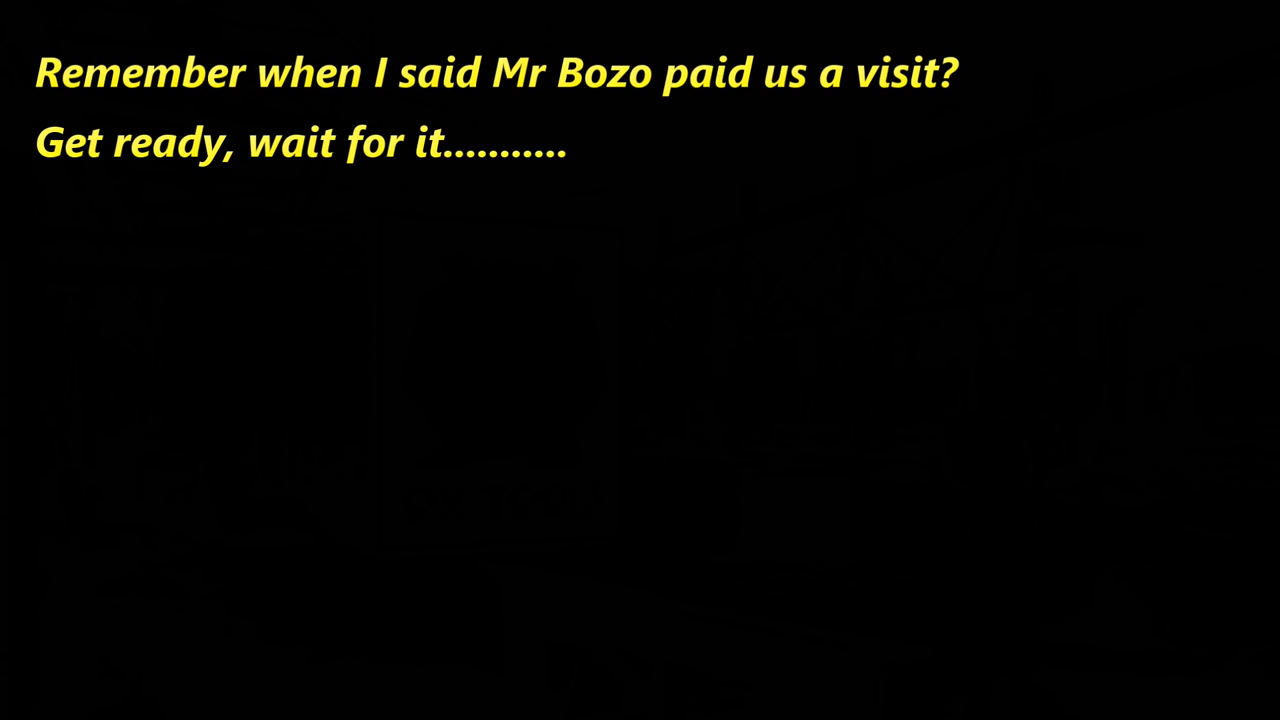 Remember when I said Mr Bozo paid us a visit?
Get ready, wait for it...........